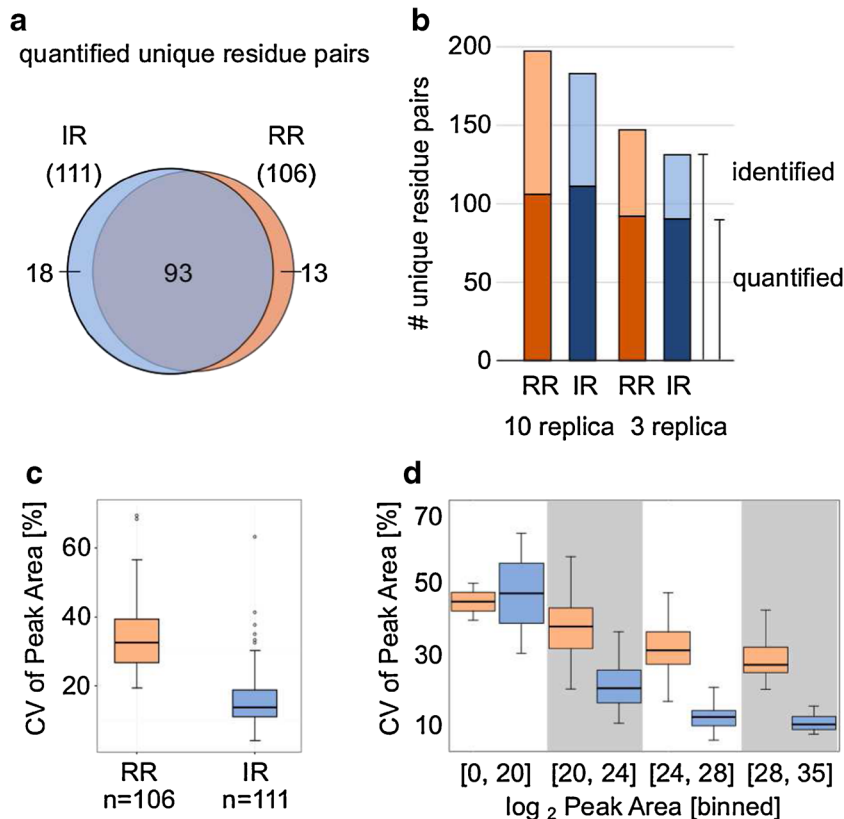 a
quantified unique residue pairs
IR
(111)
RR
(106)
18
93
13
b
# unique residue pairs
200
150
100
50
0
identified
quantified
RR IR RR IR
10 replica 3 replica
c
CV of Peak Area [%]
60
40
20
RR
n=106
IR
n=111
d
CV of Peak Area [%]
70
50
30
10
[0, 20] [20, 24] [24, 28] [28, 35]
log 2 Peak Area [binned]